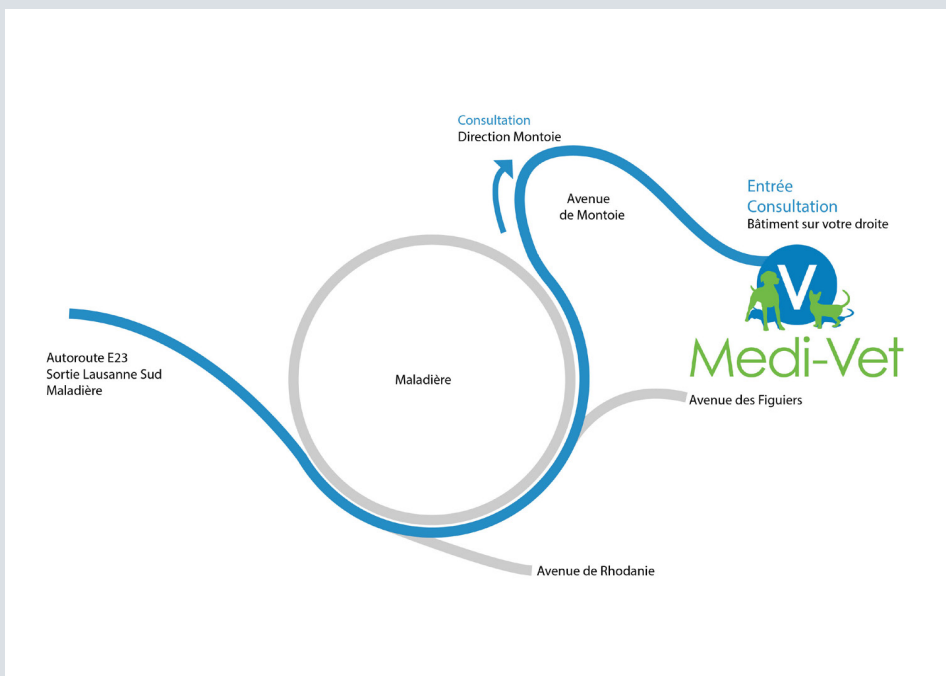 Consultation
Direction Montoie
Avenue
de Montoie
Entrée
Consultation
Bâtiment sur votre droite
V
Medi-Vet
Autoroute E23
Sortie Lausanne Sud
Maladière
Maladière
Avenue des Figuiers
Avenue de Rhodanie